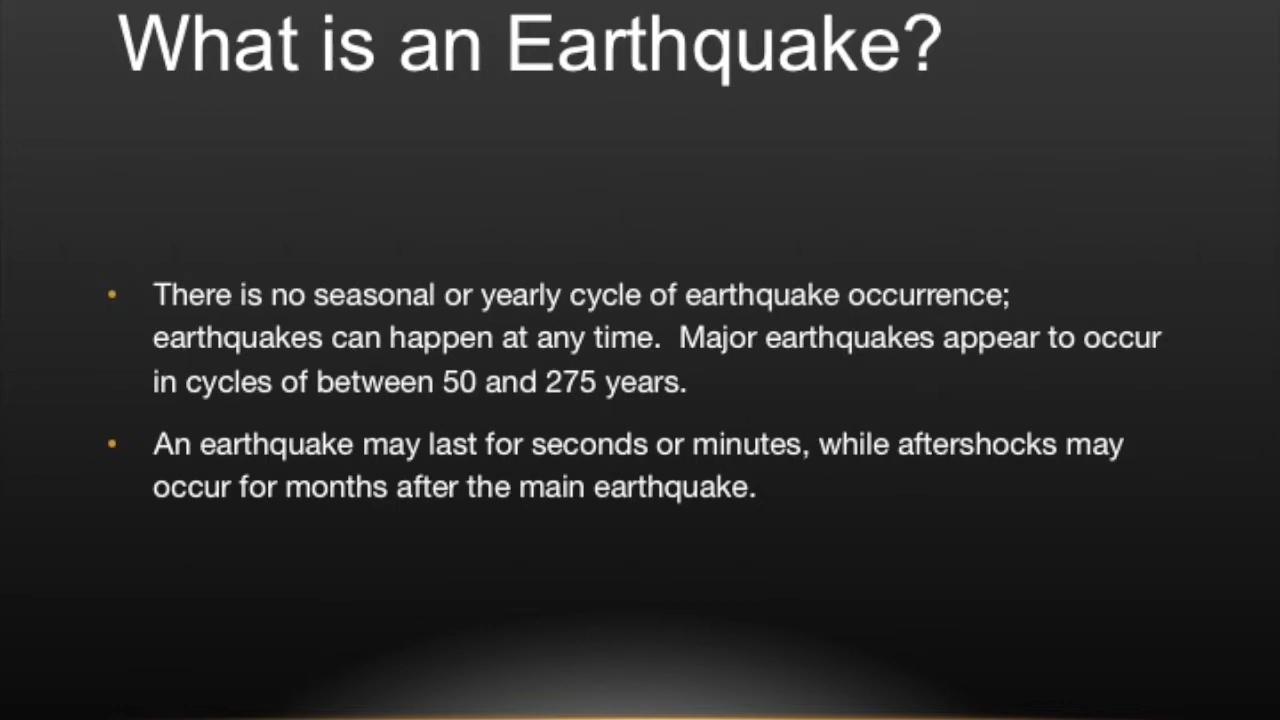 What is an Earthquake?
• There is no seasonal or yearly cycle of earthquake occurrence;
earthquakes can happen at any time.  Major earthquakes appear to occur
in cycles of between 50 and 275 years.
• An earthquake may last for seconds or minutes, while aftershocks may
occur for months after the main earthquake.